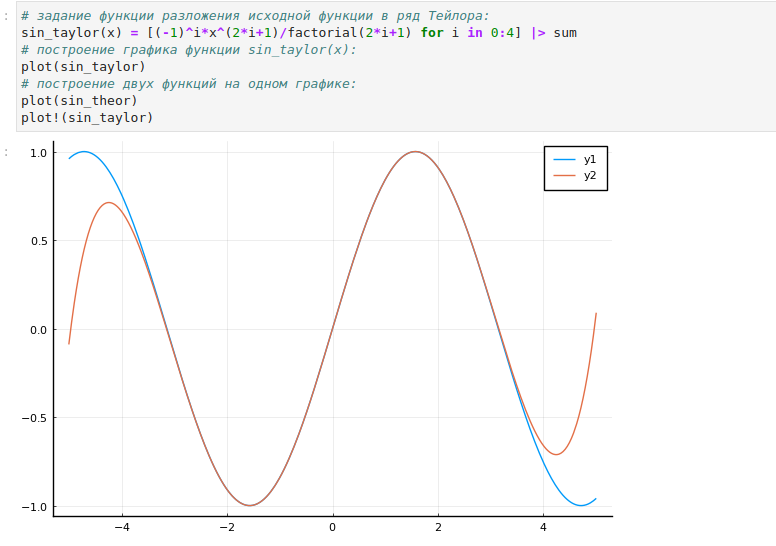 :
# задание функции разложения исходной функции в ряд Тейлора:
sin_taylor(x) = [(-1)^i*x^(2*i+1)/factorial(2*i+1) for i in 0:4] |> sum
# построение графика функции sin_taylor(x):
plot(sin_taylor)
# построение двух функций на одном графике:
plot(sin_theor)
plot!(sin_taylor)
:
1.0
0.5
0.0
−0.5
−1.0
−4
−2
0
2
4
y1
y2